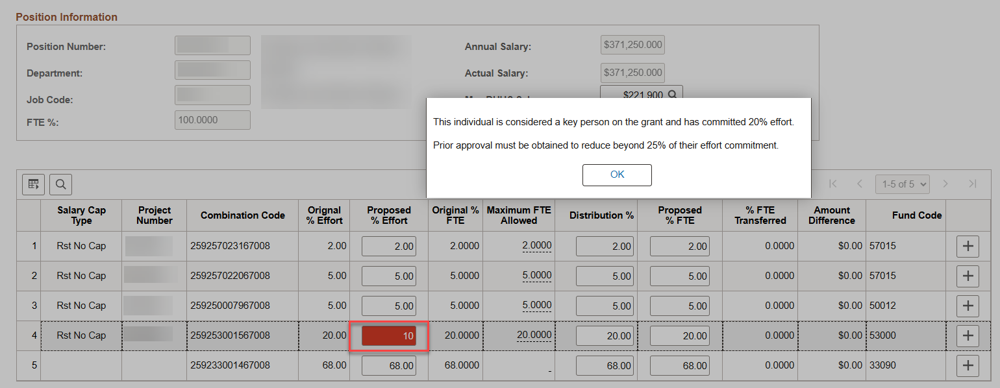 Position Information
Position Number:
Department:
Job Code:
FTE %: 100.0000
Annual Salary: $371,250.000
Actual Salary: $371,250.000
$221,900
This individual is considered a key person on the grant and has committed 20% effort.
Prior approval must be obtained to reduce beyond 25% of their effort commitment.
OK
1-5 of 5
Salary Cap Type Project Number Combination Code Orignal % Effort Proposed % Effort Original % FTE Maximum FTE Allowed Distribution % Proposed % FTE % FTE Transferred Amount Difference Fund Code
1 Rst No Cap 259257023167008 2.00 2.00 2.0000 2.0000 2.00 2.00 0.0000 $0.00 57015
2 Rst No Cap 259257022067008 5.00 5.00 5.0000 5.0000 5.00 5.00 0.0000 $0.00 57015
3 Rst No Cap 259250007967008 5.00 5.00 5.0000 5.0000 5.00 5.00 0.0000 $0.00 50012
4 Rst No Cap 259253001567008 20.00 10 20.0000 20.0000 20.00 20.00 0.0000 $0.00 53000
5 259233001467008 68.00 68.00 68.0000 - 68.00 68.00 0.0000 $0.00 33090